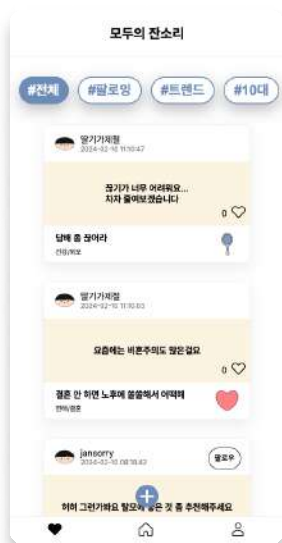 모두의 잔소리
#전체
#팔로잉
#트렌드
#10대
딸기가제철
2024-02-10 11:10:47
끊기가 너무 어려워요...
차차 줄여보겠습니다
0
담배 좀 끊어라
건강/외모
딸기가제철
2024-02-10 11:10:03
요즘에는 비혼주의도 많은걸요
0
결혼 안 하면 노후에 쓸쓸해서 어떡해
연애/결혼
jansorry
팔로우
2024-02-10 08:18:42
허허 그런가봐요 탈모에 좋은 것 좀 추천해주세요